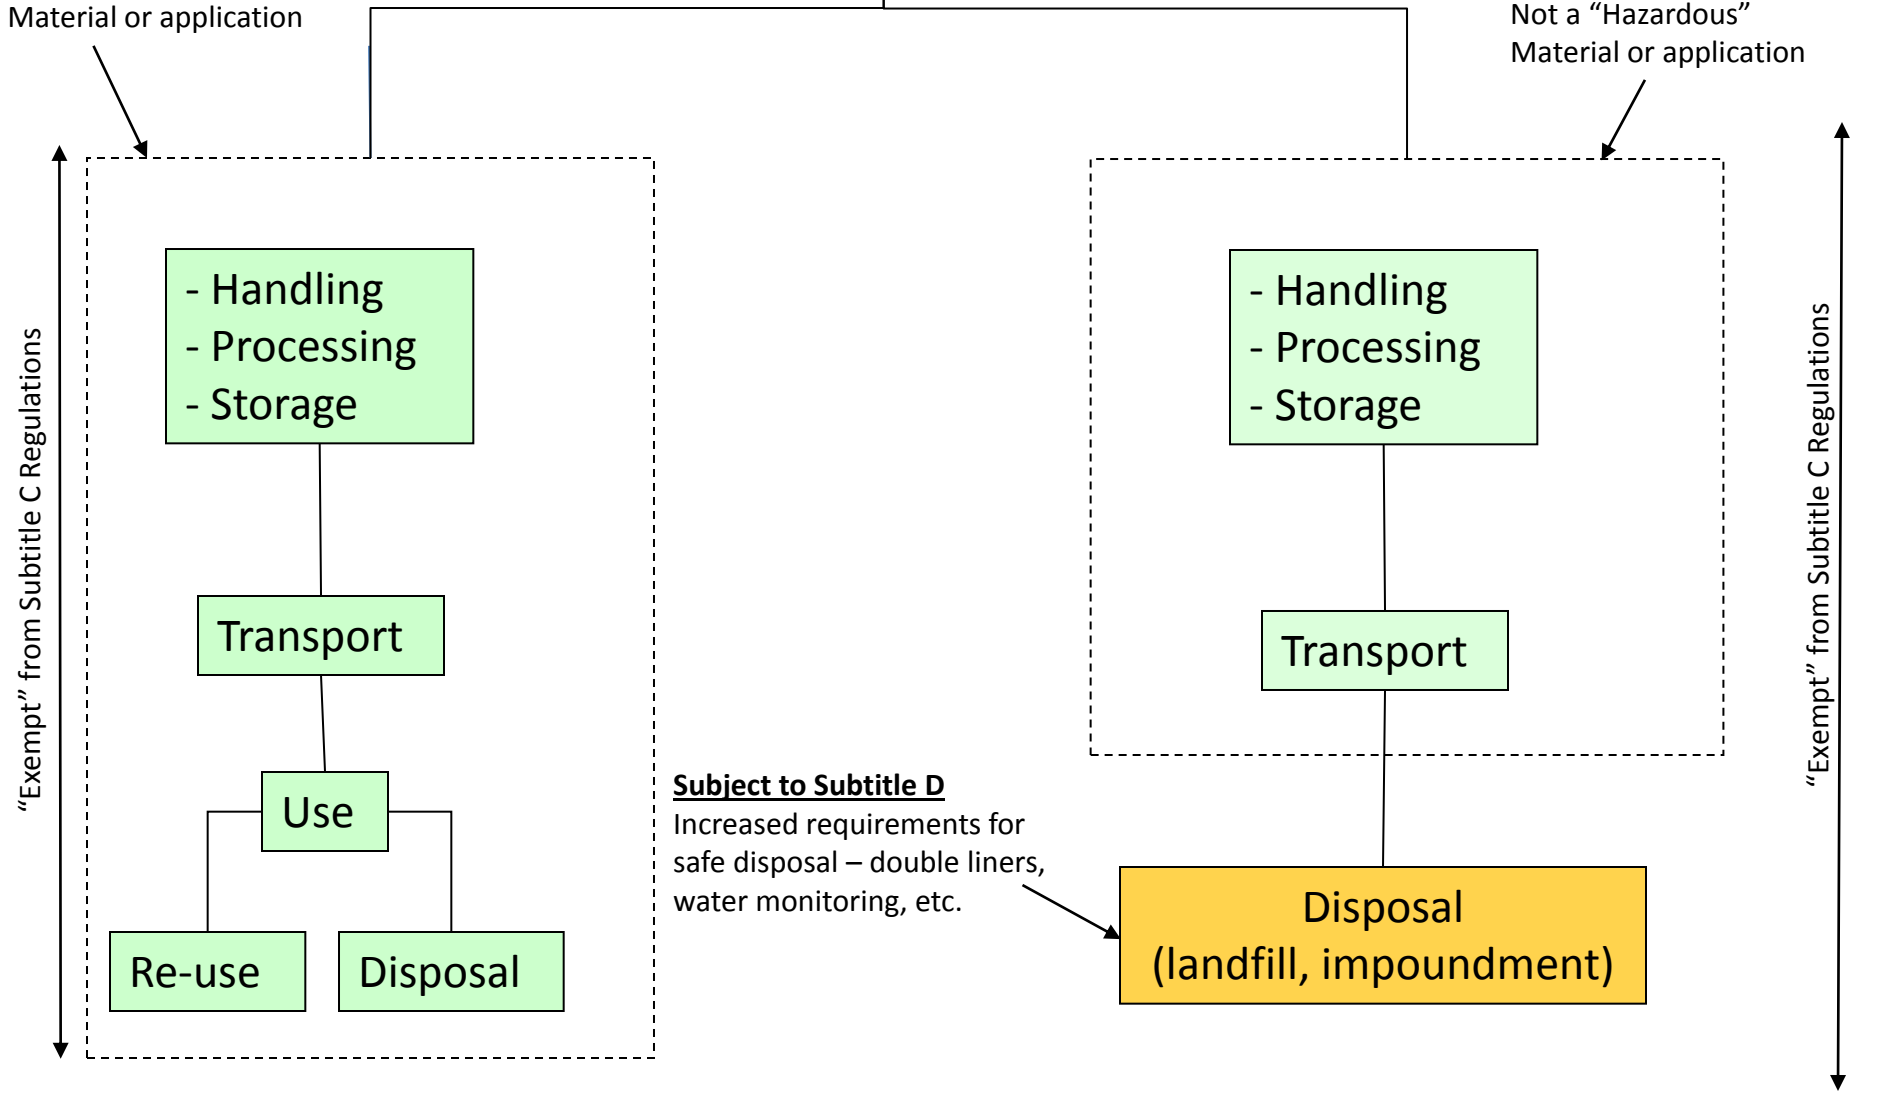 Material or application
Not a “Hazardous”
Material or application
“Exempt” from Subtitle C Regulations
- Handling
- Processing
- Storage
Transport
Use
Re-use
Disposal
Subject to Subtitle D
Increased requirements for
safe disposal – double liners,
water monitoring, etc.
- Handling
- Processing
- Storage
Transport
Disposal
(landfill, impoundment)
“Exempt” from Subtitle C Regulations